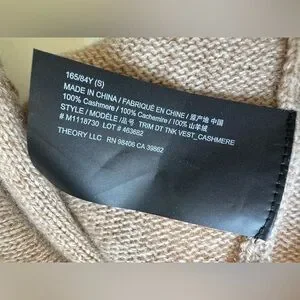 165/84Y (S)
MADE IN CHINA / FABRIQUÉ EN CHINE / 原产地 中国
100% Cashmere / 100% Cachemire / 100% 山羊绒
STYLE / MODÈLE / 品号 TRIM DT TNK VEST_CASHMERE
# M1118730 LOT # 463682
THEORY LLC RN 98406 CA 39862